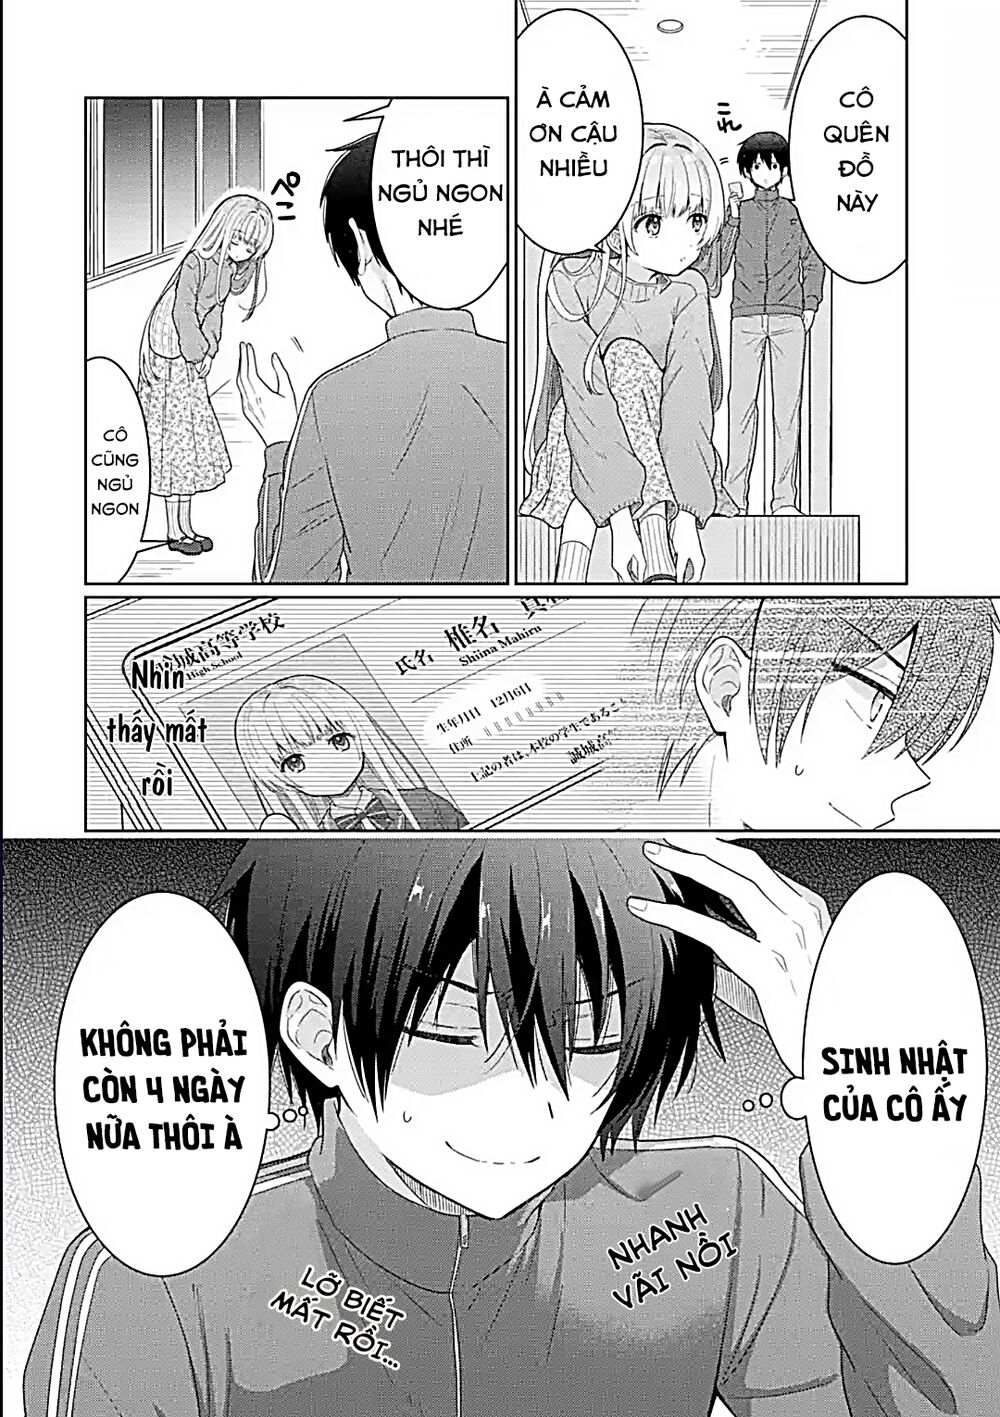 CÔ
QUÊN
ĐỒ
NÀY
これ
À CẢM
ƠN CẬU
NHIỀU
THÔI THÌ
NGỦ NGON
NHÉ
CÔ
CŨNG
NGỦ
NGON
城高等学校
High School
氏名 椎名
Shiina Mahiru
生年月日 12月6日
住所
上記の者は、本校の学生であるこ
誠城高等
Nhìn
thấy mất
rồi
SINH NHẬT
CỦA CÔ ẤY
KHÔNG PHẢI
CÒN 4 NGÀY
NỮA THÔI À
NHANH
VÃI NỒI
LỠ BIẾT
MẤT RỒI...